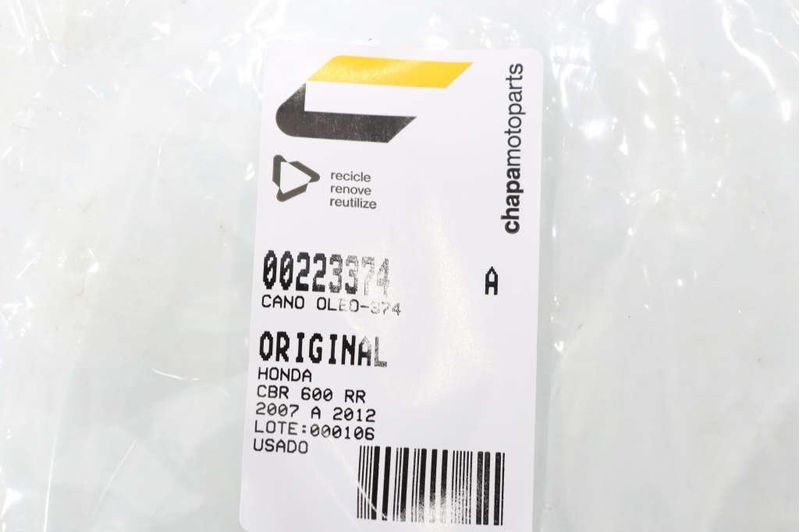 chapamotoparts
recicle
renove
reutilize
00223374
A
CANO OLEO-374
ORIGINAL
HONDA
CBR 600 RR
2007 A 2012
LOTE:000106
USADO